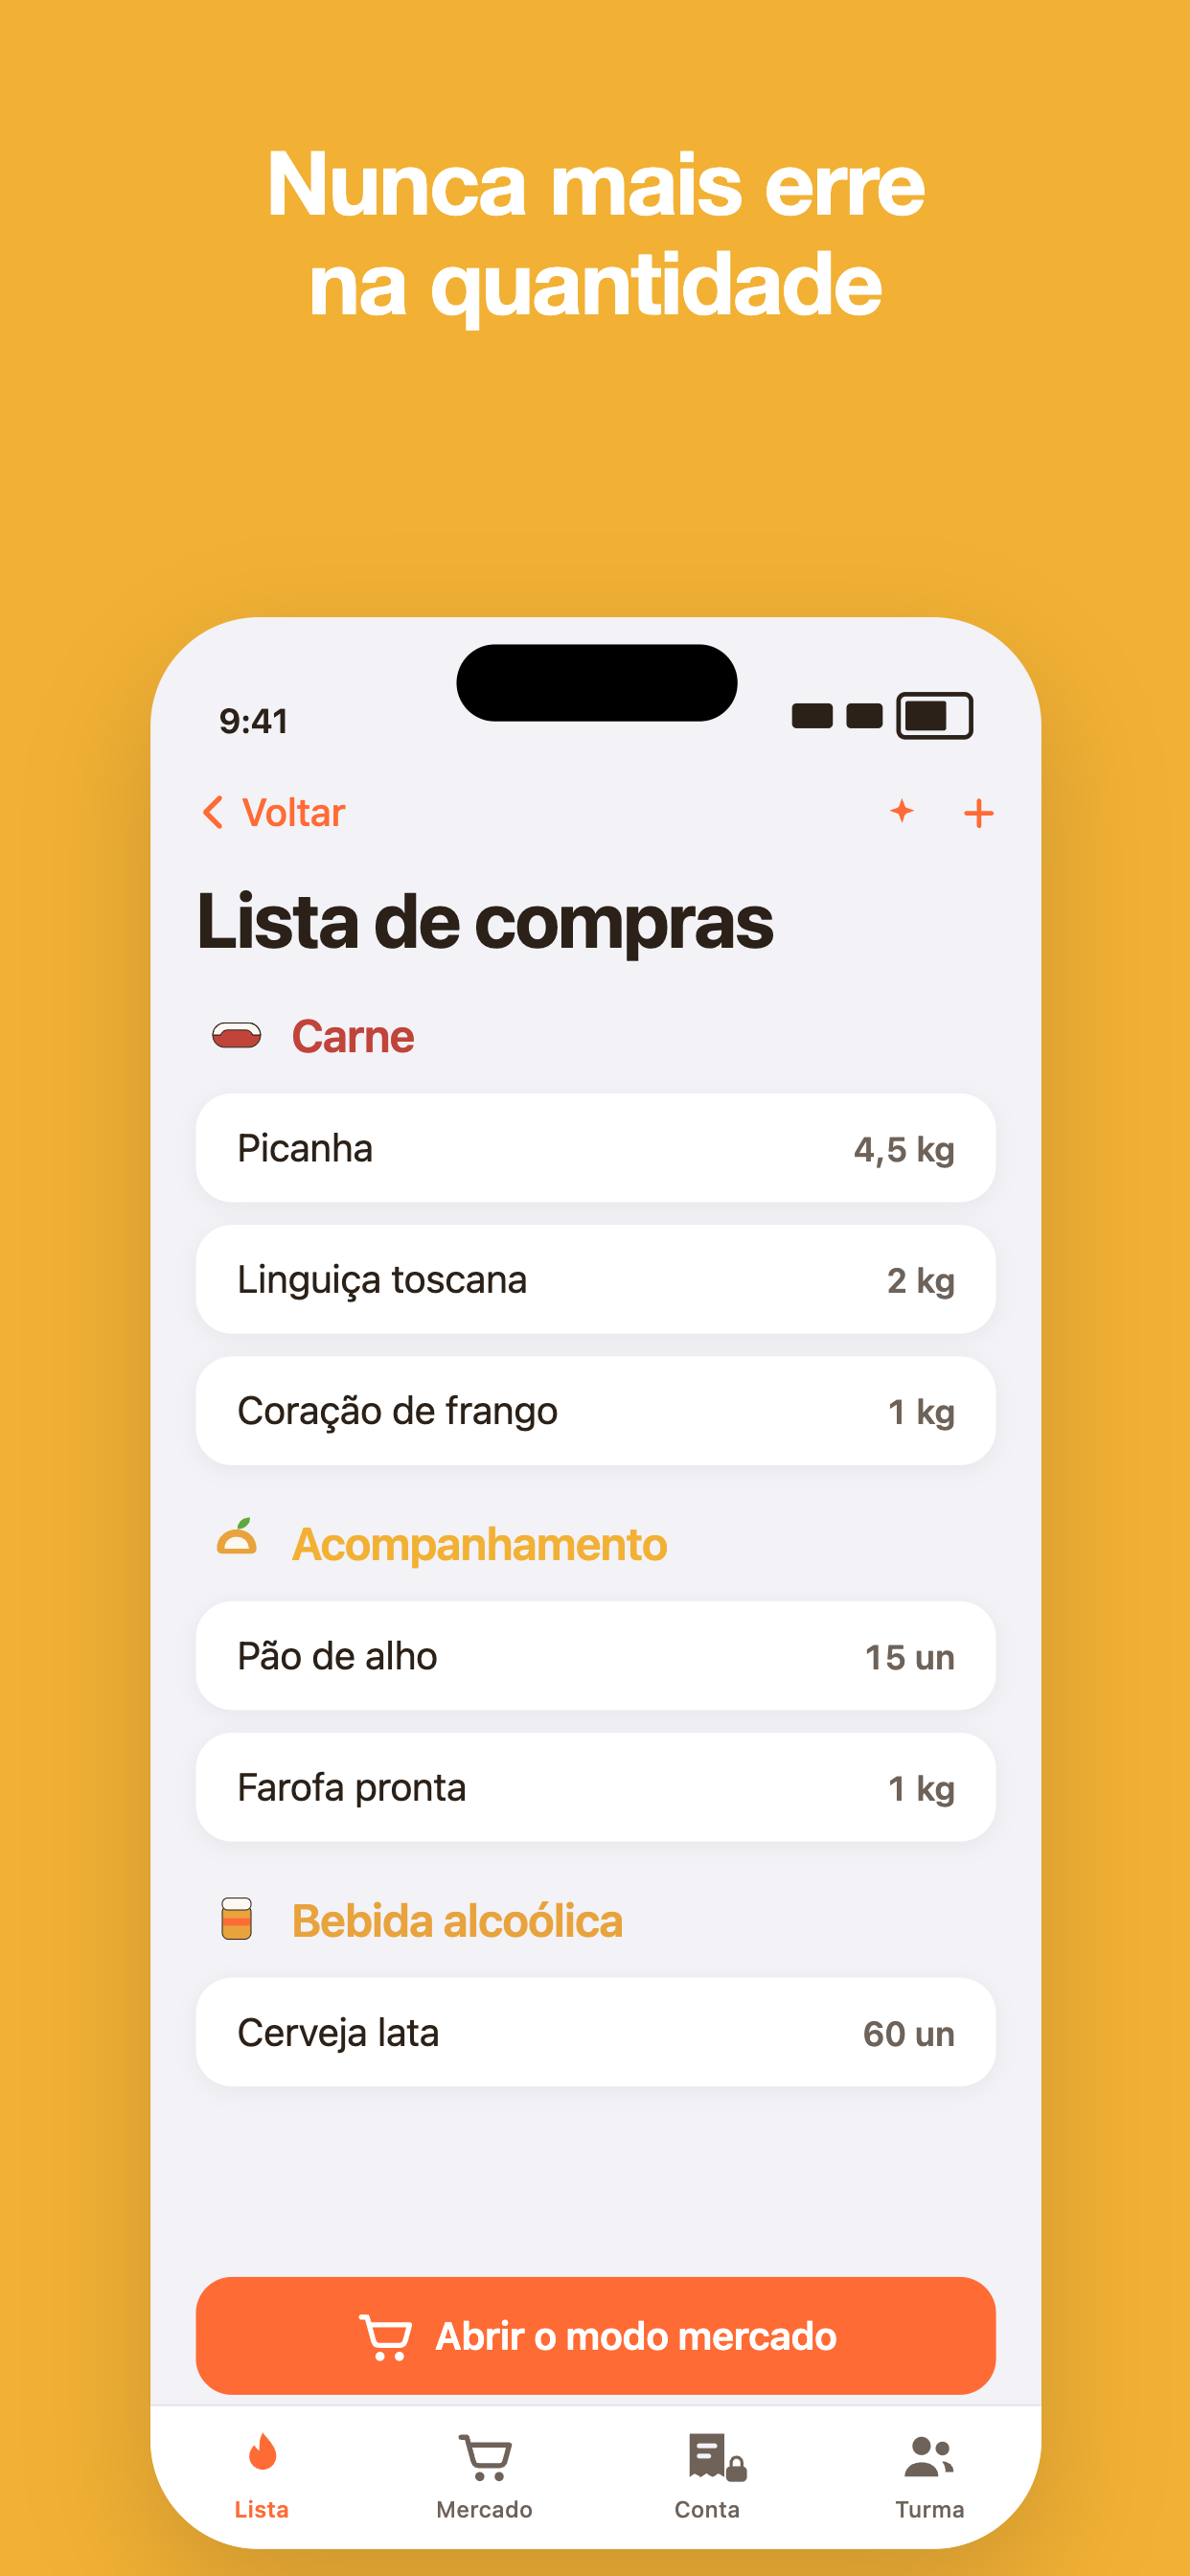 Nunca mais erre
na quantidade
9:41
Voltar
Lista de compras
Carne
Picanha 4,5 kg
Linguiça toscana 2 kg
Coração de frango 1 kg
Acompanhamento
Pão de alho 15 un
Farofa pronta 1 kg
Bebida alcoólica
Cerveja lata 60 un
Abrir o modo mercado
Lista Mercado Conta Turma